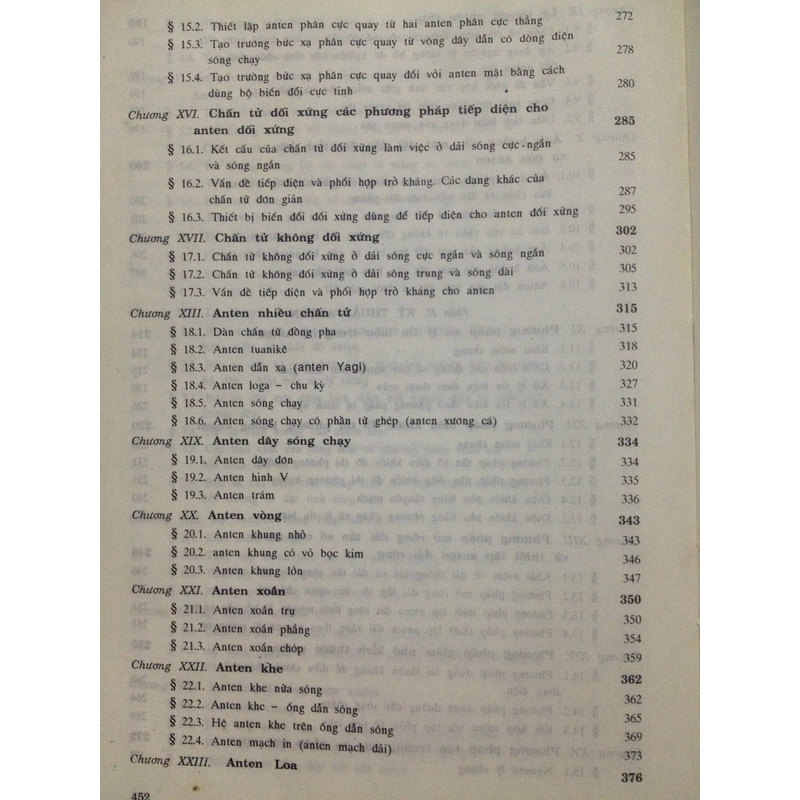 § 15.2. Thiết lập anten phân cực quay từ hai anten phân cực thẳng 272
§ 15.3. Tạo trường bức xạ phân cực quay từ vòng dây dẫn có dòng điện
sóng chạy 278
§ 15.4. Tạo trường bức xạ phân cực quay đối với anten mặt bằng cách
dùng bộ biến đổi cực tính 280
Chương XVI. Chấn tử đối xứng các phương pháp tiếp điện cho
anten đối xứng 285
§ 16.1. Kết cấu của chấn tử đối xứng làm việc ở dải sóng cực ngắn
và sóng ngắn 285
§ 16.2. Vấn đề tiếp điện và phối hợp trở kháng. Các dạng khác của
chấn tử đơn giản 287
§ 16.3. Thiết bị biến đổi đối xứng dùng để tiếp điện cho anten đối xứng 295
Chương XVII. Chấn tử không đối xứng 302
§ 17.1. Chấn tử không đối xứng ở dải sóng cực ngắn và sóng ngắn 302
§ 17.2. Chấn tử không đối xứng ở dải sóng trung và sóng dài 305
§ 17.3. Vấn đề tiếp điện và phối hợp trở kháng cho anten 313
Chương XIII. Anten nhiều chấn tử 315
§ 18.1. Dàn chấn tử đồng pha 315
§ 18.2. Anten tuanikê 318
§ 18.3. Anten dẫn xạ (anten Yagi) 320
§ 18.4. Anten loga – chu kỳ 327
§ 18.5. Anten sóng chạy 331
§ 18.6. Anten sóng chạy có phần tử ghép (anten xương cá) 332
Chương XIX. Anten dây sóng chạy 334
§ 19.1. Anten dây đơn 334
§ 19.2. Anten hình V 335
§ 19.3. Anten trám 336
Chương XX. Anten vòng 343
§ 20.1. Anten khung nhỏ 343
§ 20.2. anten khung có vỏ bọc kim 346
§ 20.3. Anten khung lớn 347
Chương XXI. Anten xoắn 350
§ 21.1. Anten xoắn trụ 350
§ 21.2. Anten xoắn phẳng 354
§ 21.3. Anten xoắn chóp 359
Chương XXII. Anten khe 362
§ 22.1. Anten khe nửa sóng 362
§ 22.2. Anten khe – ống dẫn sóng 365
§ 22.3. Hệ anten khe trên ống dẫn sóng 369
§ 22.4. Anten mạch in (anten mạch dải) 373
Chương XXIII. Anten Loa 376
452